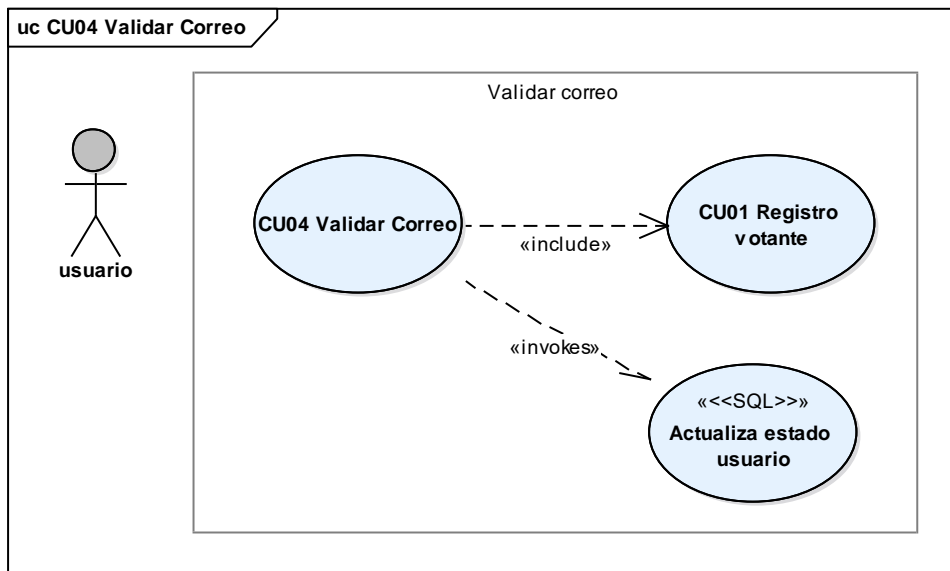 uc CU04 Validar Correo
Validar correo
usuario
CU04 Validar Correo
«include»
CU01 Registro
votante
«invokes»
«<<SQL>>»
Actualiza estado
usuario